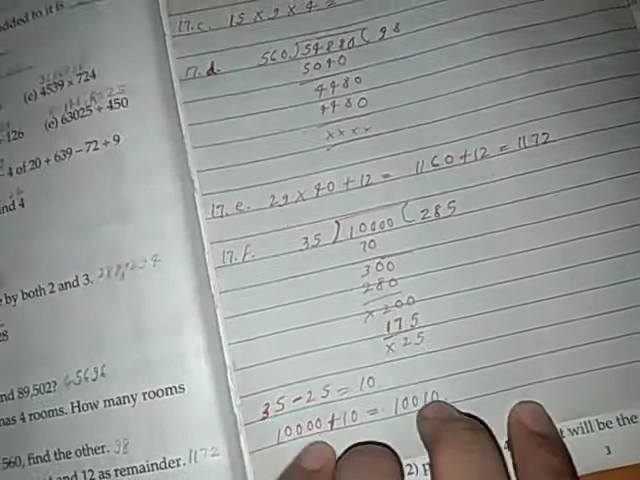 added to it is
(c) 4539 × 724
126
(e) 63025 ÷ 450
4 of 20 + 639 – 72 ÷ 9
nd 4
by both 2 and 3.
28
nd 89,502? 65636
has 4 rooms. How many rooms
560, find the other. 98
d 12 as remainder. 1172
17.c. 15 × 9 × 42
17.d. 560 ) 54880 ( 98
5040
4480
4480
××××
17.e. 29 × 40 + 12 = 1160 + 12 = 1172
17.f. 35 ) 10000 ( 285
70
300
280
×200
175
×25
35 – 25 = 10
10000 + 10 = 10010
2)
t will be the
3